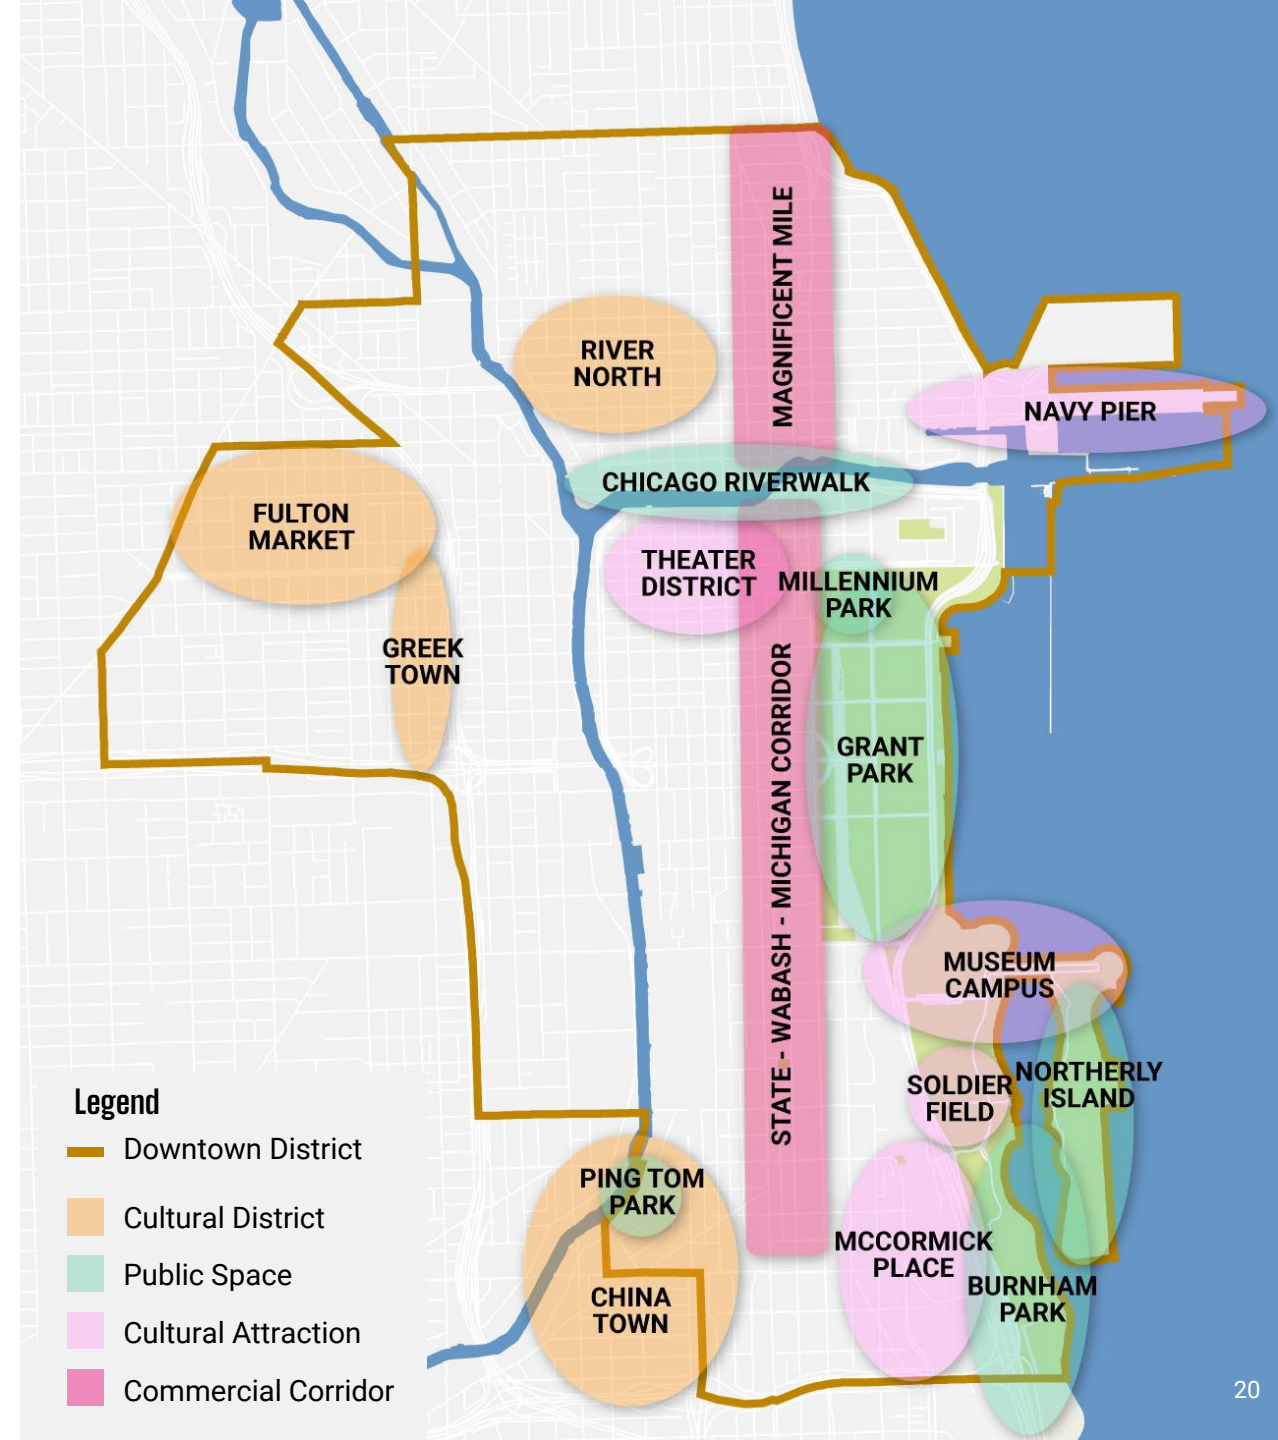 MAGNIFICENT MILE
RIVER
NORTH
NAVY PIER
CHICAGO RIVERWALK
FULTON
MARKET
THEATER
DISTRICT
MILLENNIUM
PARK
GREEK
TOWN
STATE - WABASH - MICHIGAN CORRIDOR
GRANT
PARK
MUSEUM
CAMPUS
SOLDIER
FIELD
NORTHERLY
ISLAND
PING TOM
PARK
MCCORMICK
PLACE
BURNHAM
PARK
CHINA
TOWN
Legend
Downtown District
Cultural District
Public Space
Cultural Attraction
Commercial Corridor
20